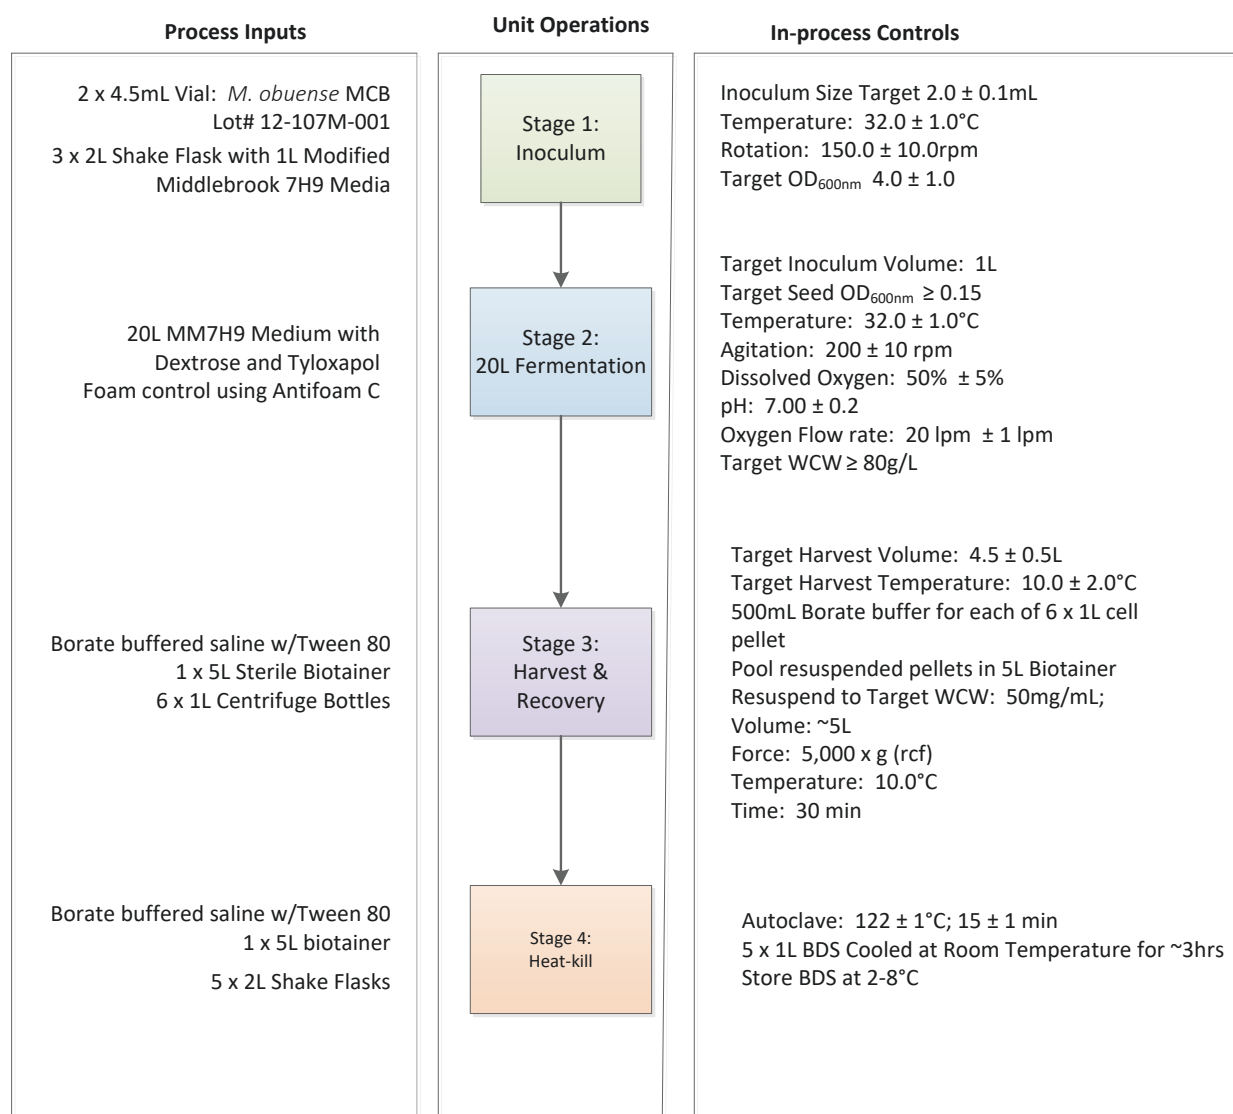 Process Inputs
Unit Operations
In-process Controls
2 x 4.5mL Vial:  M. obuense MCB
Lot# 12-107M-001
3 x 2L Shake Flask with 1L Modified
Middlebrook 7H9 Media
Stage 1:
Inoculum
Inoculum Size Target 2.0 ± 0.1mL
Temperature:  32.0 ± 1.0°C
Rotation:  150.0 ± 10.0rpm
Target OD600nm  4.0 ± 1.0
20L MM7H9 Medium with
Dextrose and Tyloxapol
Foam control using Antifoam C
Stage 2:
20L Fermentation
Target Inoculum Volume:  1L
Target Seed OD600nm ≥ 0.15
Temperature:  32.0 ± 1.0°C
Agitation:  200 ± 10 rpm
Dissolved Oxygen:  50%  ± 5%
pH:  7.00 ± 0.2
Oxygen Flow rate:  20 lpm  ± 1 lpm
Target WCW ≥ 80g/L
Borate buffered saline w/Tween 80
1 x 5L Sterile Biotainer
6 x 1L Centrifuge Bottles
Stage 3:
Harvest &
Recovery
Target Harvest Volume:  4.5 ± 0.5L
Target Harvest Temperature:  10.0 ± 2.0°C
500mL Borate buffer for each of 6 x 1L cell
pellet
Pool resuspended pellets in 5L Biotainer
Resuspend to Target WCW:  50mg/mL;
Volume: ~5L
Force:  5,000 x g (rcf)
Temperature:  10.0°C
Time:  30 min
Borate buffered saline w/Tween 80
1 x 5L biotainer
5 x 2L Shake Flasks
Stage 4:
Heat-kill
Autoclave:  122 ± 1°C; 15 ± 1 min
5 x 1L BDS Cooled at Room Temperature for ~3hrs
Store BDS at 2-8°C